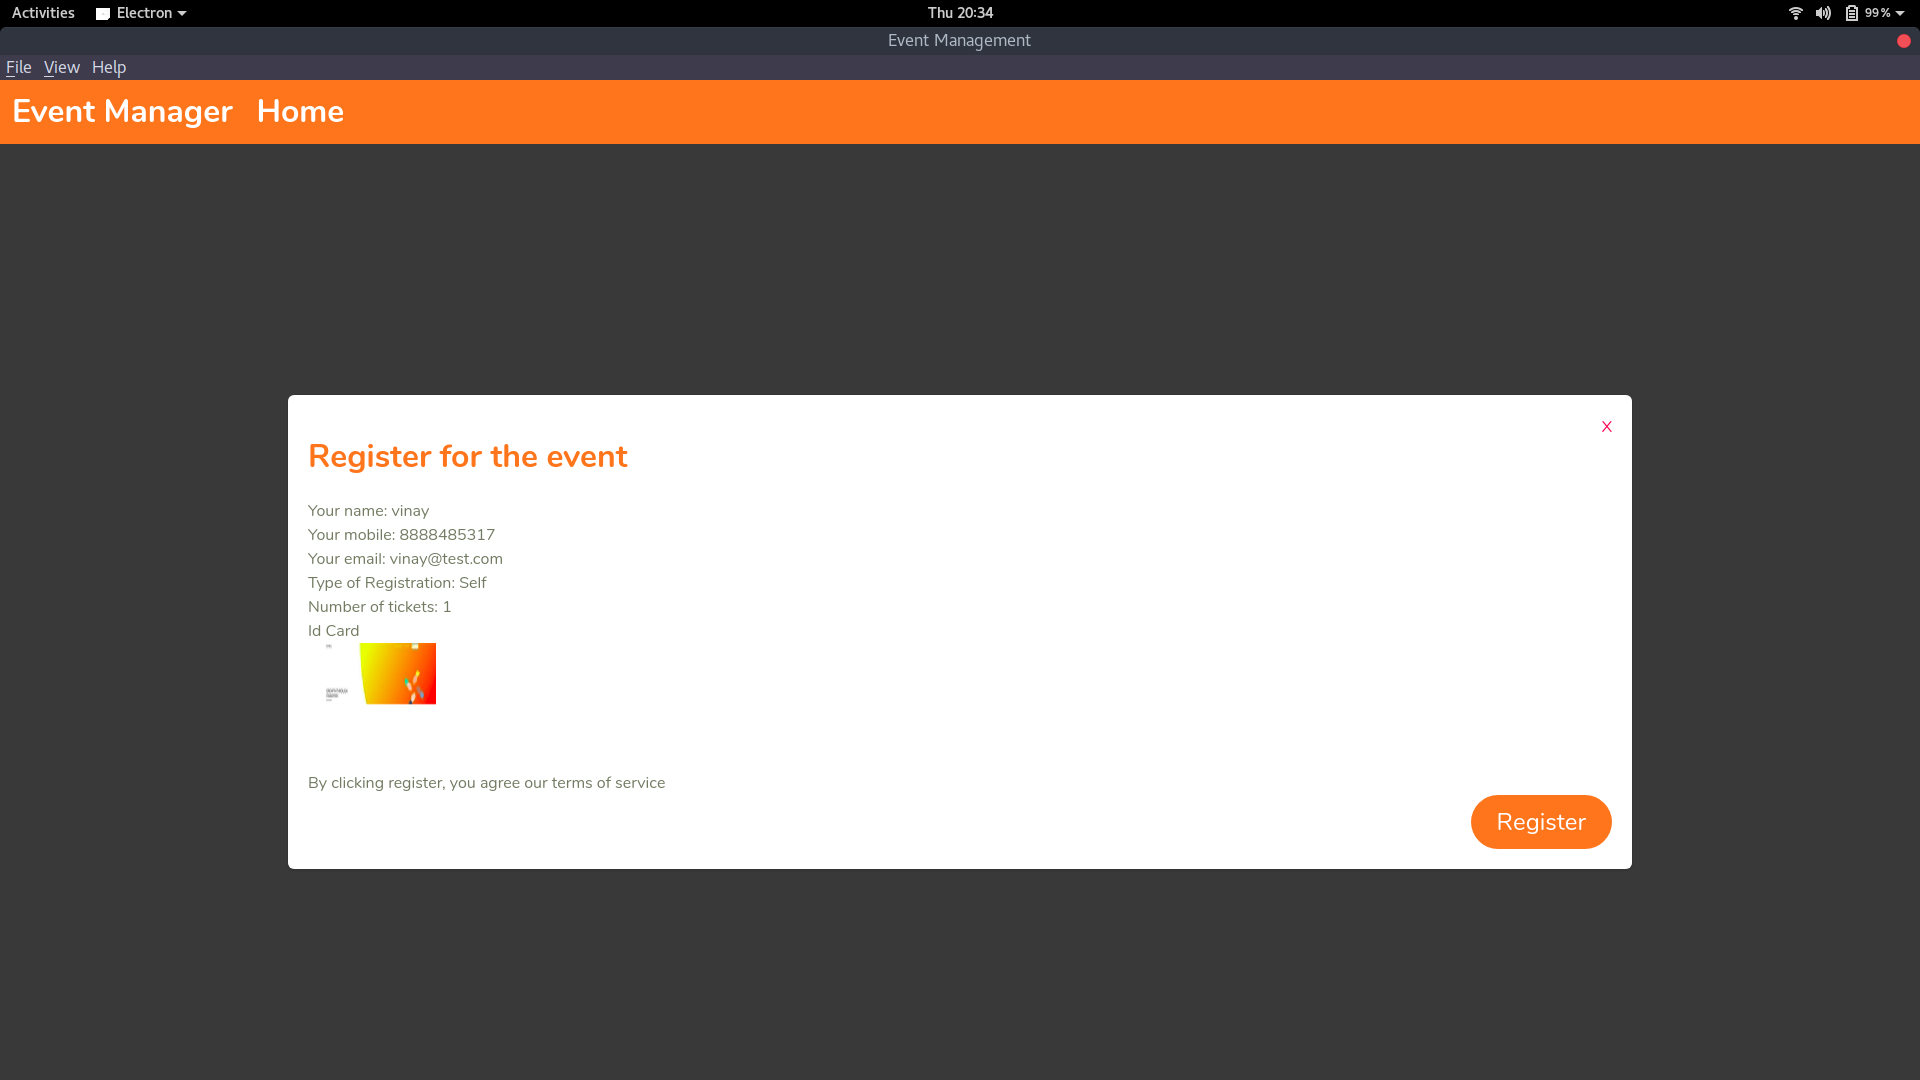 Activities Electron Thu 20:34 99%
Event Management
File View Help
Event Manager Home
X
Register for the event
Your name: vinay
Your mobile: 8888485317
Your email: vinay@test.com
Type of Registration: Self
Number of tickets: 1
Id Card
By clicking register, you agree our terms of service
Register